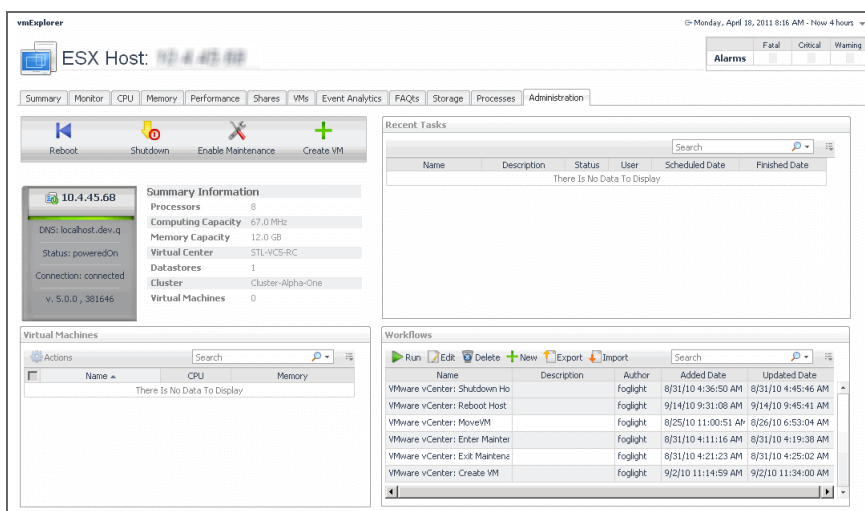 vmExplorer
Monday, April 18, 2011 8:16 AM - Now 4 hours
ESX Host:
Fatal Critical Warning
Alarms
Summary Monitor CPU Memory Performance Shares VMs Event Analytics FAQts Storage Processes Administration
Reboot Shutdown Enable Maintenance Create VM
10.4.45.68
DNS: localhost.dev.q
Status: poweredOn
Connection: connected
v. 5.0.0 , 381646
Summary Information
Processors 8
Computing Capacity 67.0 MHz
Memory Capacity 12.0 GB
Virtual Center STL-VC5-RC
Datastores 1
Cluster Cluster-Alpha-One
Virtual Machines 0
Recent Tasks
Search
Name Description Status User Scheduled Date Finished Date
There Is No Data To Display
Virtual Machines
Actions Search
Name CPU Memory
There Is No Data To Display
Workflows
Run Edit Delete New Export Import Search
Name Description Author Added Date Updated Date
VMware vCenter: Shutdown Ho foglight 8/31/10 4:36:50 AM 8/31/10 4:45:46 AM
VMware vCenter: Reboot Host foglight 9/14/10 9:31:08 AM 9/14/10 9:45:41 AM
VMware vCenter: MoveVM foglight 8/25/10 11:00:51 AM 8/26/10 6:53:04 AM
VMware vCenter: Enter Mainter foglight 8/31/10 4:11:16 AM 8/31/10 4:19:38 AM
VMware vCenter: Exit Maintena foglight 8/31/10 4:21:23 AM 8/31/10 4:25:02 AM
VMware vCenter: Create VM foglight 9/2/10 11:14:59 AM 9/2/10 11:34:00 AM